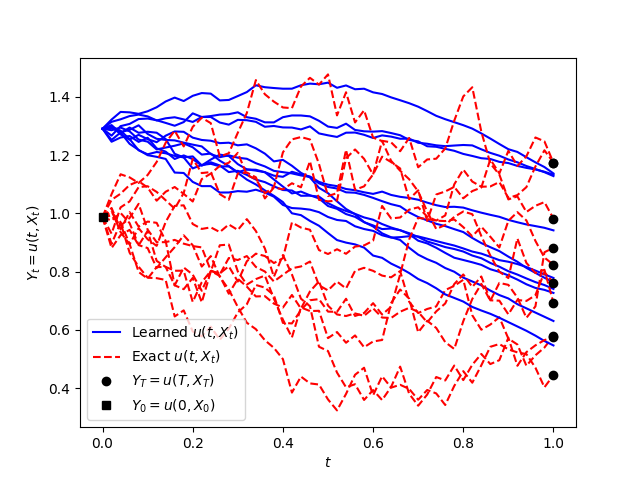 1.4
1.2
1.0
0.8
0.6
0.4
Y_t = u(t, X_t)
Learned u(t, X_t)
Exact u(t, X_t)
Y_T = u(T, X_T)
Y_0 = u(0, X_0)
0.0 0.2 0.4 0.6 0.8 1.0
t